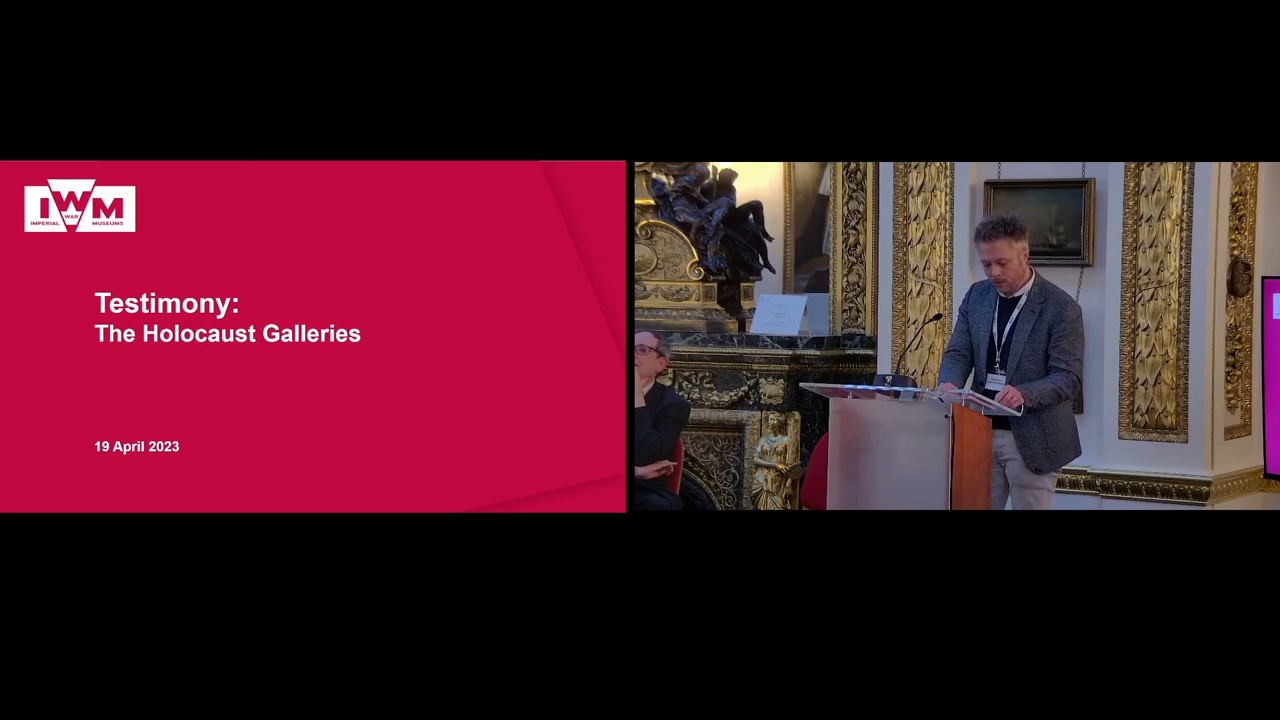 IWM
IMPERIAL WAR MUSEUMS
Testimony:
The Holocaust Galleries
19 April 2023